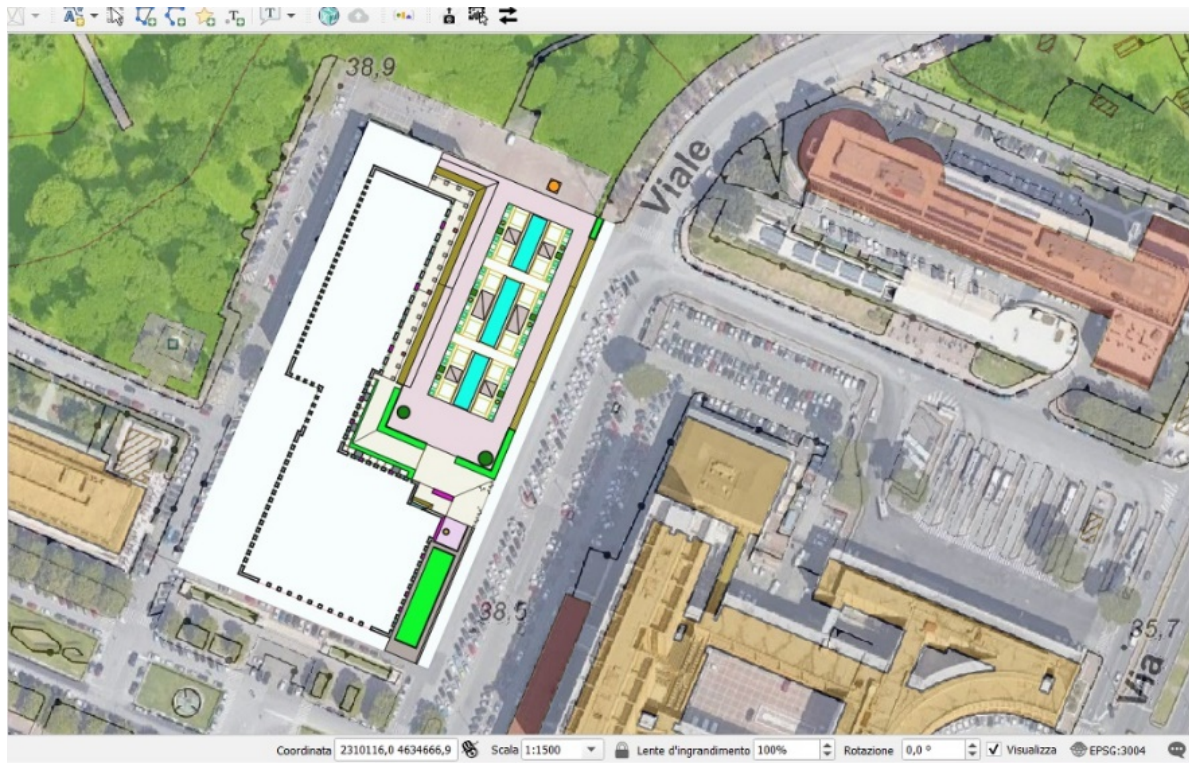 38,9
Viale
38,5
35,7
Via
Coordinata 2310116,0 4634666,9 Scala 1:1500 Lente d'ingrandimento 100% Rotazione 0,0 ° Visualizza EPSG:3004